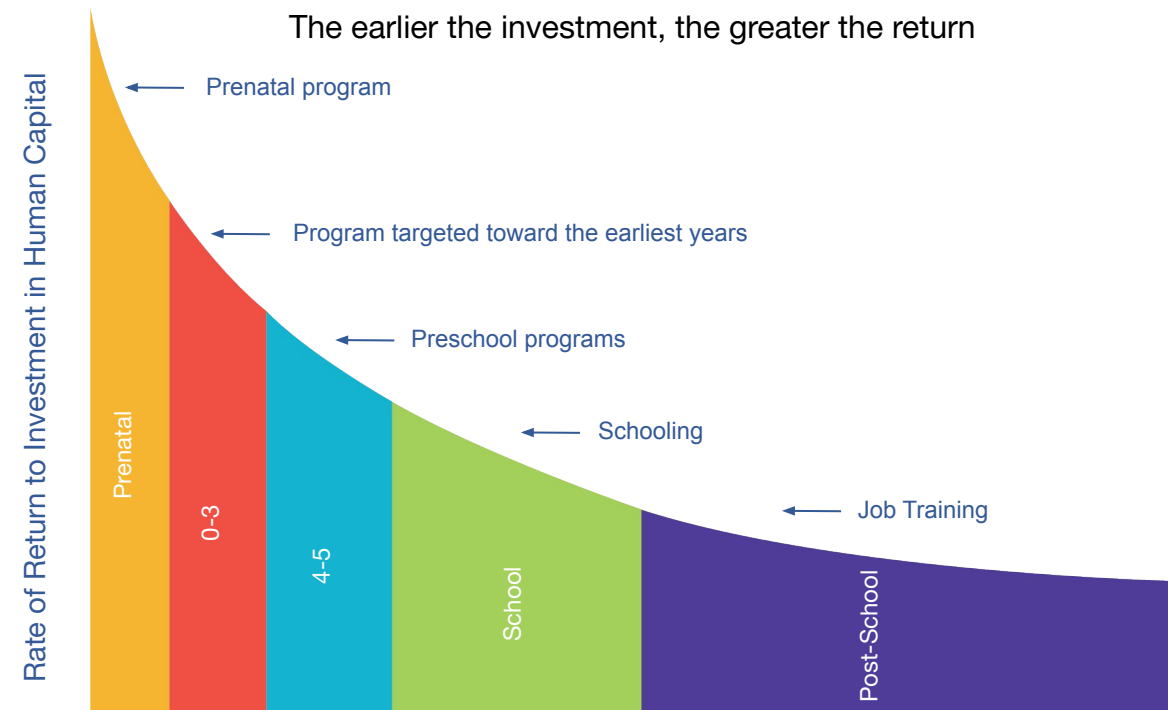 The earlier the investment, the greater the return
Rate of Return to Investment in Human Capital
Prenatal program
Program targeted toward the earliest years
Preschool programs
Schooling
Job Training
Prenatal
0-3
4-5
School
Post-School